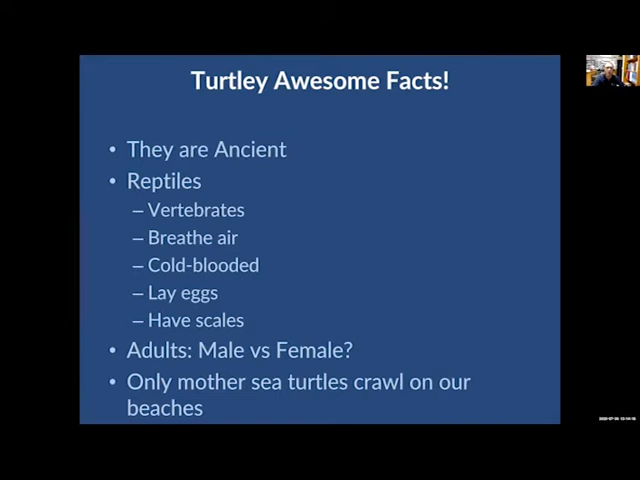 Turtley Awesome Facts!
• They are Ancient
• Reptiles
– Vertebrates
– Breathe air
– Cold-blooded
– Lay eggs
– Have scales
• Adults: Male vs Female?
• Only mother sea turtles crawl on our
beaches